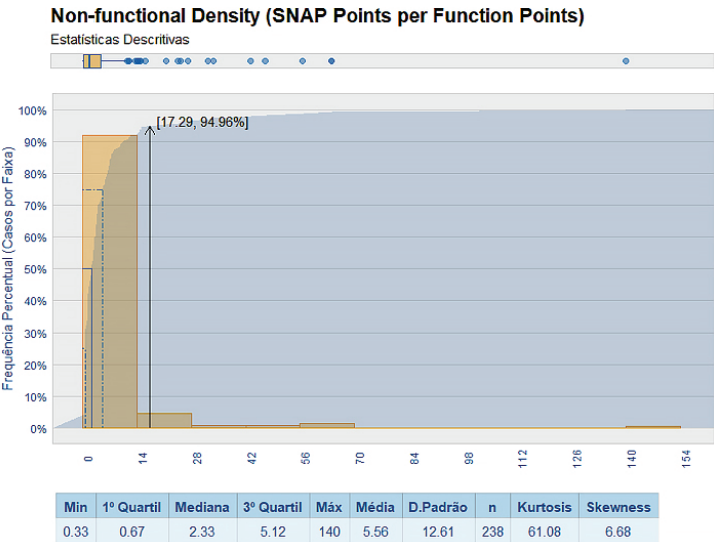 Non-functional Density (SNAP Points per Function Points)
Estatísticas Descritivas
[17.29, 94.96%]
Frequência Percentual (Casos por Faixa)
100%
90%
80%
70%
60%
50%
40%
30%
20%
10%
0%
0 14 28 42 56 70 84 98 112 126 140 154
Min 1º Quartil Mediana 3º Quartil Máx Média D.Padrão n Kurtosis Skewness
0.33 0.67 2.33 5.12 140 5.56 12.61 238 61.08 6.68